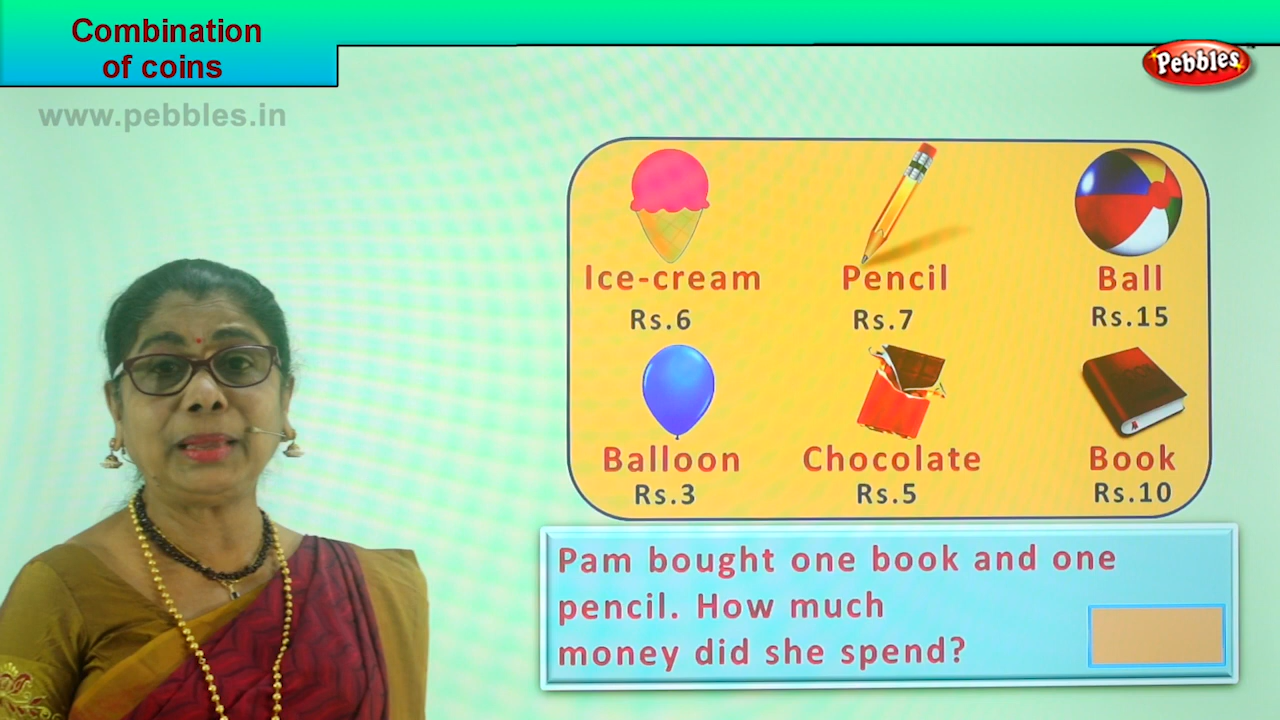 Combination
of coins
Pebbles
www.pebbles.in
Ice-cream
Pencil
Ball
Rs.6
Rs.7
Rs.15
Balloon
Chocolate
Book
Rs.3
Rs.5
Rs.10
Pam bought one book and one
pencil. How much
money did she spend?